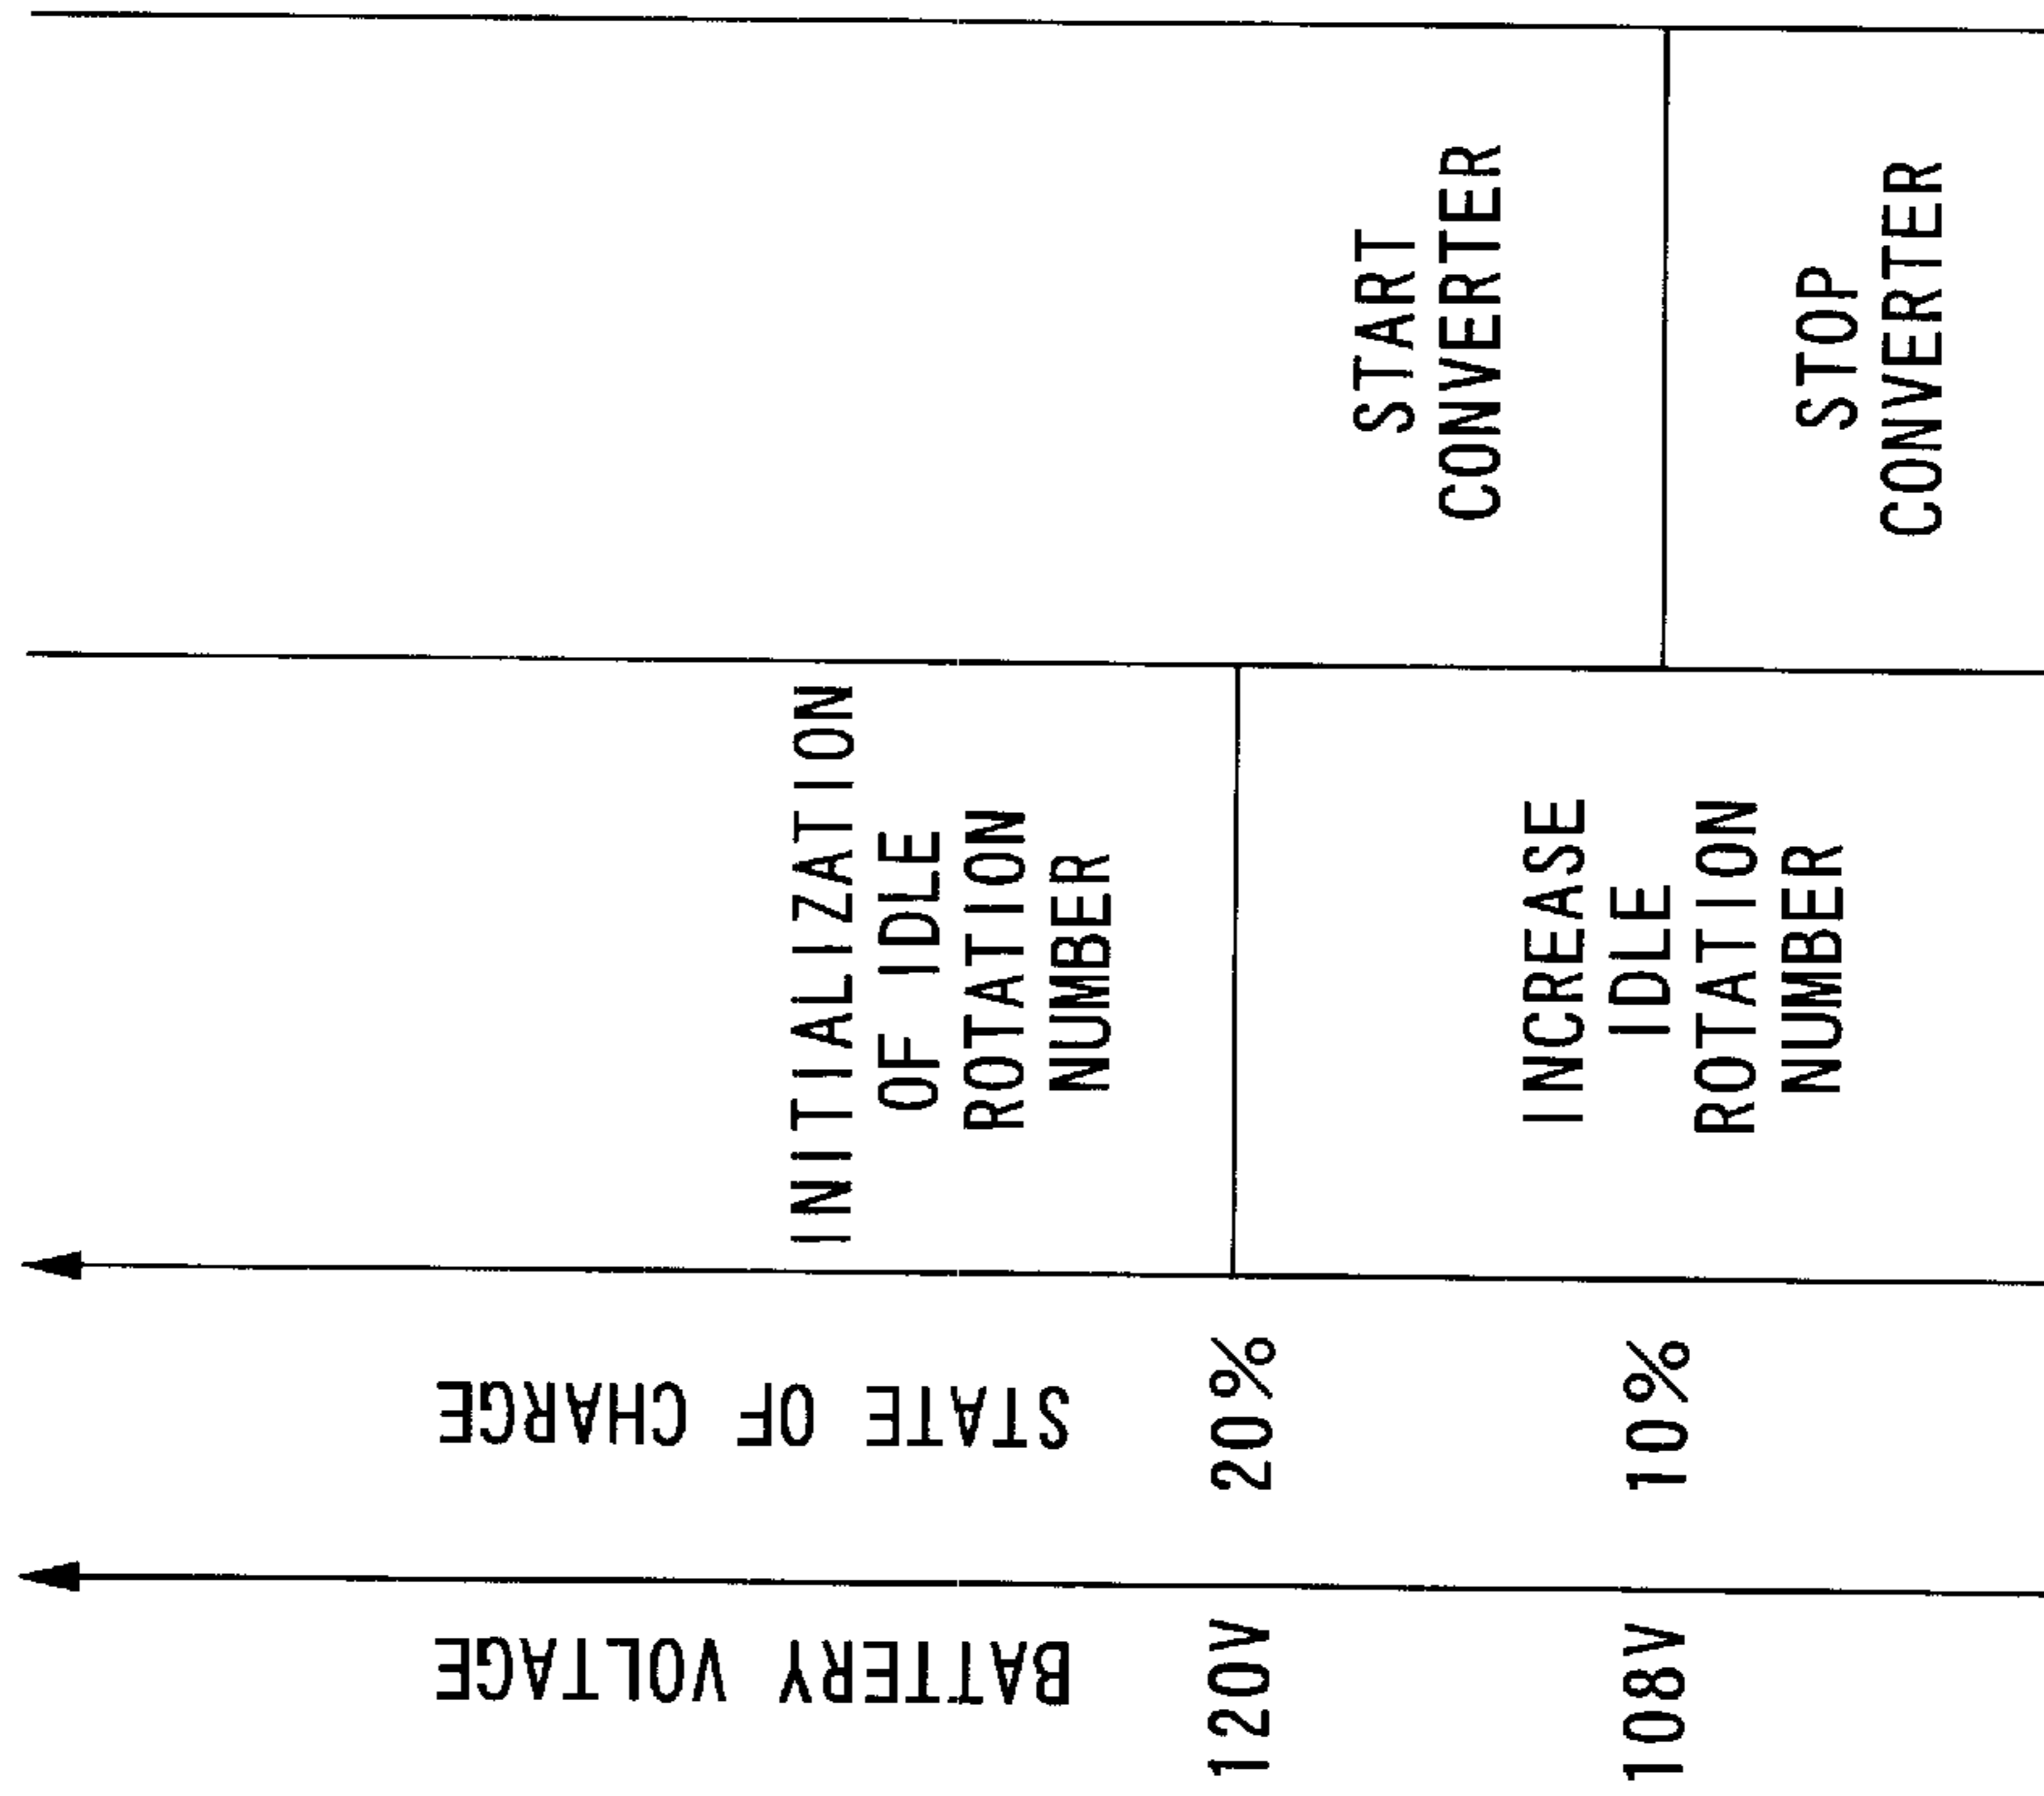 BATTERY VOLTAGE
STATE OF CHARGE
INITIALIZATION
OF IDLE
ROTATION
NUMBER
120V
20%
START
CONVERTER
INCREASE
IDLE
ROTATION
NUMBER
108V
10%
STOP
CONVERTER